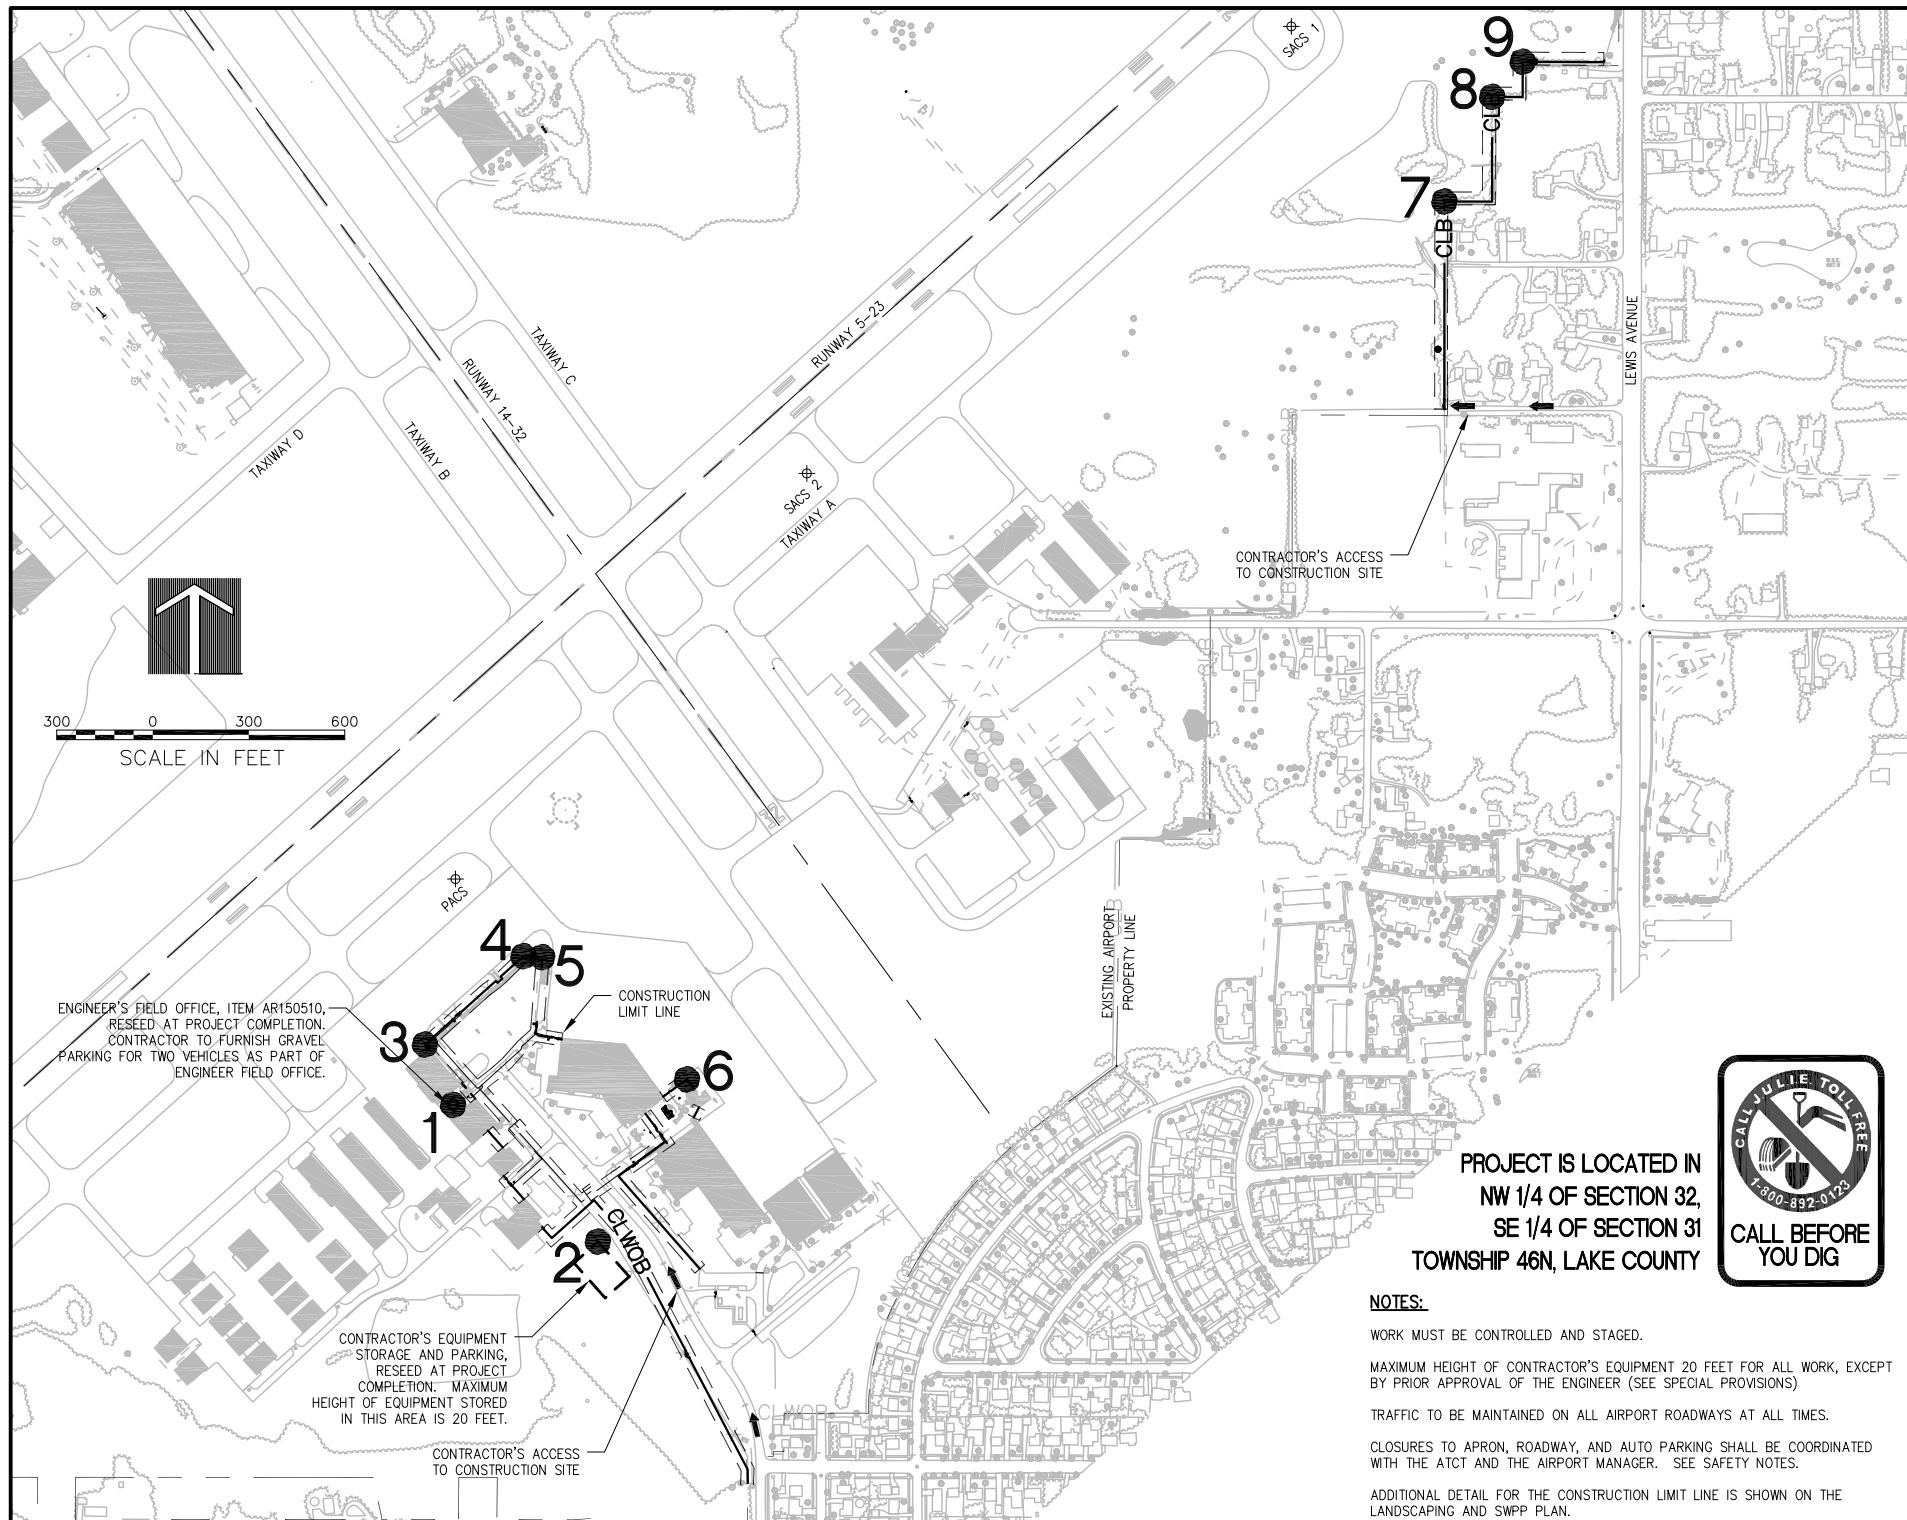 SACS 1
9
8
CL
7
CLB
LEWIS AVENUE
RUNWAY 5-23
TAXIWAY C
RUNWAY 14-32
TAXIWAY B
TAXIWAY D
SACS 2
TAXIWAY A
CONTRACTOR'S ACCESS
TO CONSTRUCTION SITE
300 0 300 600
SCALE IN FEET
PACS
EXISTING AIRPORT
PROPERTY LINE
4
5
3
6
1
2
CONSTRUCTION
LIMIT LINE
ENGINEER'S FIELD OFFICE, ITEM AR150510,
RESEED AT PROJECT COMPLETION.
CONTRACTOR TO FURNISH GRAVEL
PARKING FOR TWO VEHICLES AS PART OF
ENGINEER FIELD OFFICE.
CLWOB
CONTRACTOR'S EQUIPMENT
STORAGE AND PARKING,
RESEED AT PROJECT
COMPLETION. MAXIMUM
HEIGHT OF EQUIPMENT STORED
IN THIS AREA IS 20 FEET.
CONTRACTOR'S ACCESS
TO CONSTRUCTION SITE
PROJECT IS LOCATED IN
NW 1/4 OF SECTION 32,
SE 1/4 OF SECTION 31
TOWNSHIP 46N, LAKE COUNTY
CALL JULIE TOLL FREE
1-800-892-0123
CALL BEFORE
YOU DIG
NOTES:
WORK MUST BE CONTROLLED AND STAGED.
MAXIMUM HEIGHT OF CONTRACTOR'S EQUIPMENT 20 FEET FOR ALL WORK, EXCEPT
BY PRIOR APPROVAL OF THE ENGINEER (SEE SPECIAL PROVISIONS)
TRAFFIC TO BE MAINTAINED ON ALL AIRPORT ROADWAYS AT ALL TIMES.
CLOSURES TO APRON, ROADWAY, AND AUTO PARKING SHALL BE COORDINATED
WITH THE ATCT AND THE AIRPORT MANAGER. SEE SAFETY NOTES.
ADDITIONAL DETAIL FOR THE CONSTRUCTION LIMIT LINE IS SHOWN ON THE
LANDSCAPING AND SWPP PLAN.